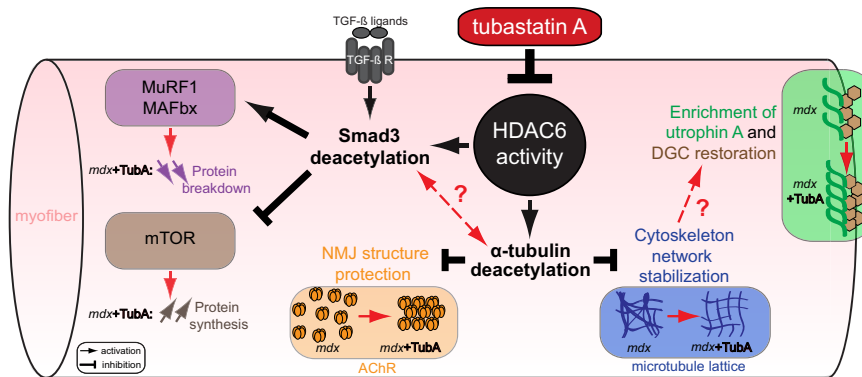 TGF-ß ligands
TGF-ß R
tubastatin A
MuRF1
MAFbx
mdx+TubA:
Protein
breakdown
Smad3
deacetylation
HDAC6
activity
Enrichment of
utrophin A and
DGC restoration
mdx
mdx
+TubA
myofiber
mTOR
mdx+TubA:
Protein
synthesis
?
?
α-tubulin
deacetylation
NMJ structure
protection
mdx
mdx+TubA
AChR
Cytoskeleton
network
stabilization
mdx
mdx+TubA
microtubule lattice
activation
inhibition